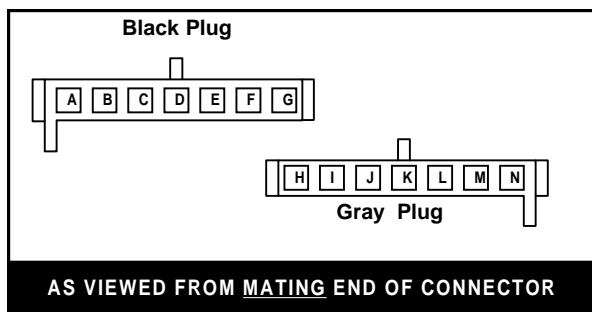 Black Plug
A B C D E F G
H I J K L M N
Gray Plug
AS VIEWED FROM MATING END OF CONNECTOR